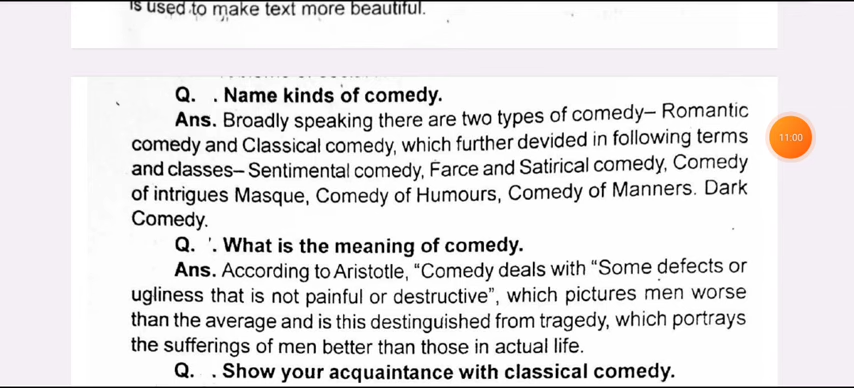 is used to make text more beautiful.
Q. . Name kinds of comedy.
Ans. Broadly speaking there are two types of comedy– Romantic
comedy and Classical comedy, which further devided in following terms
and classes– Sentimental comedy, Farce and Satirical comedy, Comedy
of intrigues Masque, Comedy of Humours, Comedy of Manners. Dark
Comedy.
Q. '. What is the meaning of comedy.
Ans. According to Aristotle, “Comedy deals with “Some defects or
ugliness that is not painful or destructive”, which pictures men worse
than the average and is this destinguished from tragedy, which portrays
the sufferings of men better than those in actual life.
Q. . Show your acquaintance with classical comedy.
11:00